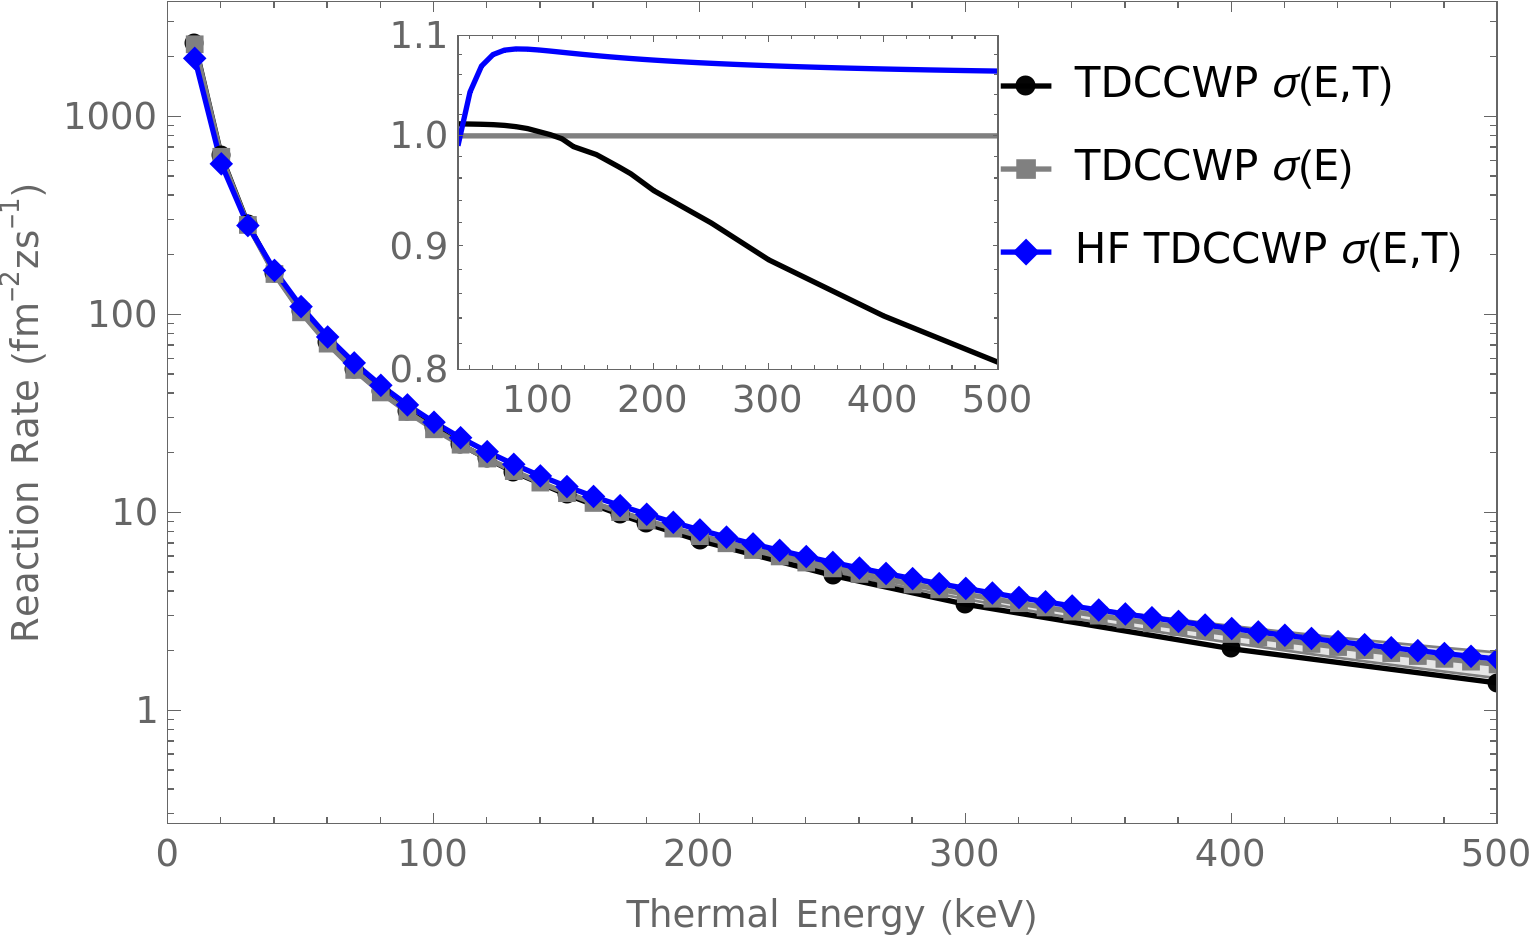 Reaction Rate (fm⁻²zs⁻¹)
1000
100
10
1
0 100 200 300 400 500
Thermal Energy (keV)
1.1
1.0
0.9
0.8
100 200 300 400 500
TDCCWP σ(E,T)
TDCCWP σ(E)
HF TDCCWP σ(E,T)